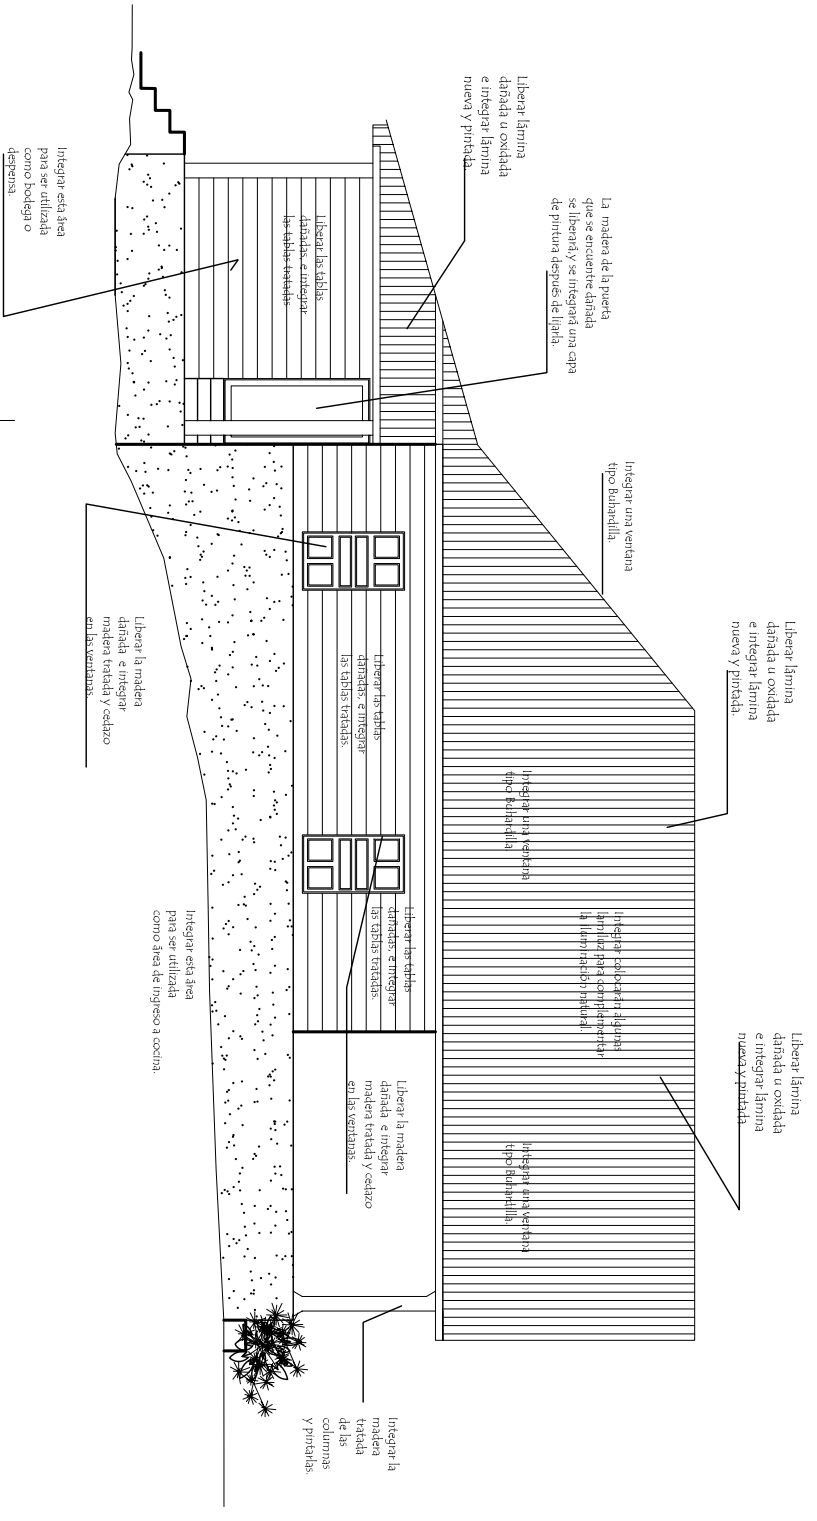 Liberar lámina
dañada u oxidada
e integrar lámina
nueva y pintada.
La madera de la puerta
que se encuentre dañada
se liberará,y se integrará una capa
de pintura después de lijarla.
Integrar una ventana
tipo Buhardilla.
Liberar lámina
dañada u oxidada
e integrar lámina
nueva y pintada.
Liberar lámina
dañada u oxidada
e integrar lámina
nueva y pintada.
Integrar una ventana
tipo Buhardilla.
Integrar colocarán algunas
lamiluz para complementar
la iluminación natural.
Integrar una ventana
tipo Buhardilla.
Liberar las tablas
dañadas, e integrar
las tablas tratadas.
Liberar las tablas
dañadas, e integrar
las tablas tratadas.
Liberar las tablas
dañadas, e integrar
las tablas tratadas.
Liberar la madera
dañada e integrar
madera tratada y cedazo
en las ventanas.
Integrar la
madera
tratada
de las
columnas
y pintarlas.
Integrar esta área
para ser utilizada
como bodega o
despensa.
Liberar la madera
dañada e integrar
madera tratada y cedazo
en las ventanas.
Integrar esta área
para ser utilizada
como área de ingreso a cocina.